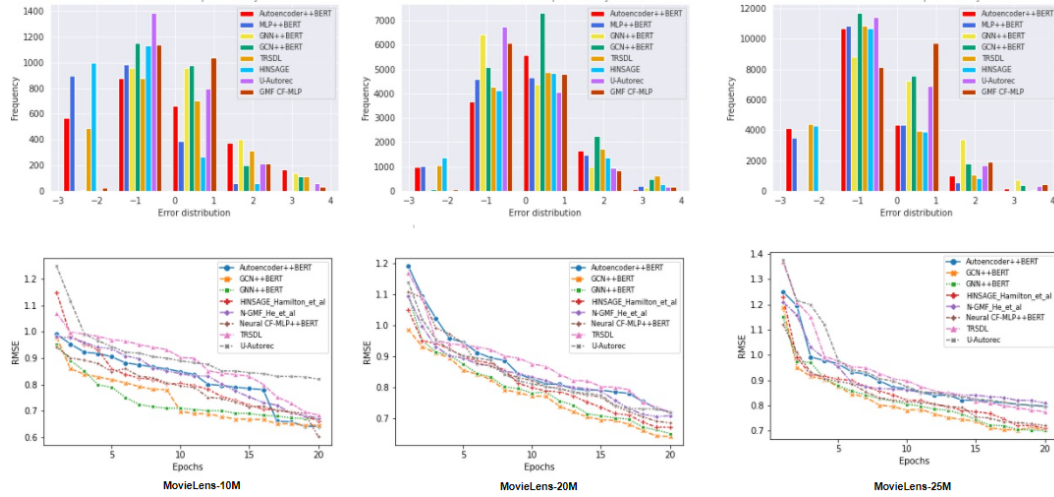 1400
1200
1000
800
600
400
200
0
Frequency
−3 −2 −1 0 1 2 3 4
Error distribution
Autoencoder++BERT
MLP++BERT
GNN++BERT
GCN++BERT
TRSDL
HINSAGE
U-Autorec
GMF CF-MLP
7000
6000
5000
4000
3000
2000
1000
0
Frequency
−3 −2 −1 0 1 2 3 4
Error distribution
Autoencoder++BERT
MLP++BERT
GNN++BERT
GCN++BERT
TRSDL
HINSAGE
U-Autorec
GMF CF-MLP
12000
10000
8000
6000
4000
2000
0
Frequency
−3 −2 −1 0 1 2 3 4
Error distribution
Autoencoder++BERT
MLP++BERT
GNN++BERT
GCN++BERT
TRSDL
HINSAGE
U-Autorec
GMF CF-MLP
1.2
1.1
1.0
0.9
0.8
0.7
0.6
RMSE
5 10 15 20
Epochs
Autoencoder++BERT
GCN++BERT
GNN++BERT
HINSAGE_Hamilton_et_al
N-GMF_He_et_al
Neural CF-MLP++BERT
TRSDL
U-Autorec
MovieLens-10M
1.2
1.1
1.0
0.9
0.8
0.7
RMSE
5 10 15 20
Epochs
Autoencoder++BERT
GCN++BERT
GNN++BERT
HINSAGE_Hamilton_et_al
N-GMF_He_et_al
Neural CF-MLP++BERT
TRSDL
U-Autorec
MovieLens-20M
1.4
1.3
1.2
1.1
1.0
0.9
0.8
0.7
RMSE
5 10 15 20
Epochs
Autoencoder++BERT
GCN++BERT
GNN++BERT
HINSAGE_Hamilton_et_al
N-GMF_He_et_al
Neural CF-MLP++BERT
TRSDL
U-Autorec
MovieLens-25M